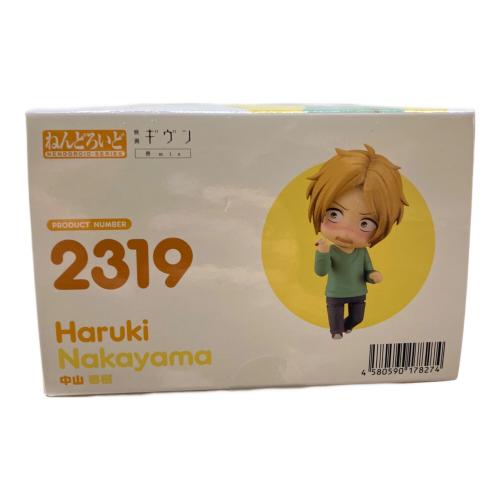 ねんどろいど
NENDOROID-SERIES
映画 ギヴン
柊mix
PRODUCT NUMBER
2319
Haruki
Nakayama
中山 春樹
4 580590 178274